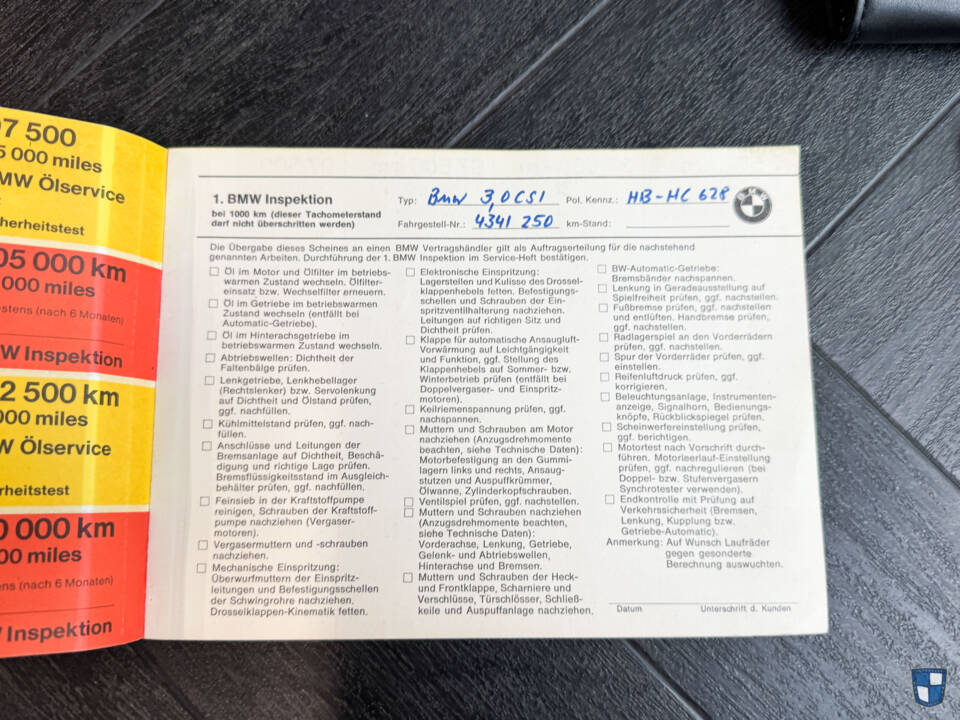 07 500
5 000 miles
MW Ölservice
cherheitstest
05 000 km
000 miles
estens (nach 6 Monaten)
W Inspektion
2 500 km
000 miles
W Ölservice
erheitstest
0 000 km
000 miles
ens (nach 6 Monaten)
V Inspektion
1. BMW Inspektion
bei 1000 km (dieser Tachometerstand
darf nicht überschritten werden)
Typ: BMW 3,0 CSI Pol. Kennz.: HB-HC 628
Fahrgestell-Nr.: 4341 250 km-Stand:
BMW
Die Übergabe dieses Scheines an einen BMW Vertragshändler gilt als Auftragserteilung für die nachstehend
genannten Arbeiten. Durchführung der 1. BMW Inspektion im Service-Heft bestätigen.
Öl im Motor und Ölfilter im betriebs-
warmen Zustand wechseln, Ölfilter-
einsatz bzw. Wechselfilter erneuern.
Öl im Getriebe im betriebswarmen
Zustand wechseln (entfällt bei
Automatic-Getriebe).
Öl im Hinterachsgetriebe im
betriebswarmen Zustand wechseln.
Abtriebswellen: Dichtheit der
Faltenbälge prüfen.
Lenkgetriebe, Lenkhebellager
(Rechtslenker) bzw. Servolenkung
auf Dichtheit und Ölstand prüfen,
ggf. nachfüllen.
Kühlmittelstand prüfen, ggf. nach-
füllen.
Anschlüsse und Leitungen der
Bremsanlage auf Dichtheit, Beschä-
digung und richtige Lage prüfen.
Bremsflüssigkeitsstand im Ausgleich-
behälter prüfen, ggf. nachfüllen.
Feinsieb in der Kraftstoffpumpe
reinigen, Schrauben der Kraftstoff-
pumpe nachziehen (Vergaser-
motoren).
Vergasermuttern und -schrauben
nachziehen.
Mechanische Einspritzung:
Überwurfmuttern der Einspritz-
leitungen und Befestigungsschellen
der Schwingrohre nachziehen,
Drosselklappen-Kinematik fetten.
Elektronische Einspritzung:
Lagerstellen und Kulisse des Drossel-
klappenhebels fetten. Befestigungs-
schellen und Schrauben der Ein-
spritzventilhalterung nachziehen.
Leitungen auf richtigen Sitz und
Dichtheit prüfen.
Klappe für automatische Ansaugluft-
Vorwärmung auf Leichtgängigkeit
und Funktion, ggf. Stellung des
Klappenhebels auf Sommer- bzw.
Winterbetrieb prüfen (entfällt bei
Doppelvergaser- und Einspritz-
motoren).
Keilriemenspannung prüfen, ggf.
nachspannen.
Muttern und Schrauben am Motor
nachziehen (Anzugsdrehmomente
beachten, siehe Technische Daten):
Motorbefestigung an den Gummi-
lagern links und rechts, Ansaug-
stutzen und Auspuffkrümmer,
Ölwanne, Zylinderkopfschrauben.
Ventilspiel prüfen, ggf. nachstellen.
Muttern und Schrauben nachziehen
(Anzugsdrehmomente beachten,
siehe Technische Daten):
Vorderachse, Lenkung, Getriebe,
Gelenk- und Abtriebswellen,
Hinterachse und Bremsen.
Muttern und Schrauben der Heck-
und Frontklappe, Scharniere und
Verschlüsse, Türschlösser, Schließ-
keile und Auspuffanlage nachziehen.
BW-Automatic-Getriebe:
Bremsbänder nachspannen.
Lenkung in Geradeausstellung auf
Spielfreiheit prüfen, ggf. nachstellen.
Fußbremse prüfen, ggf. nachstellen
und entlüften. Handbremse prüfen,
ggf. nachstellen.
Radlagerspiel an den Vorderrädern
prüfen, ggf. nachstellen.
Spur der Vorderräder prüfen, ggf.
einstellen.
Reifenluftdruck prüfen, ggf.
korrigieren.
Beleuchtungsanlage, Instrumenten-
anzeige, Signalhorn, Bedienungs-
knöpfe, Rückblickspiegel prüfen.
Scheinwerfereinstellung prüfen,
ggf. berichtigen.
Motortest nach Vorschrift durch-
führen. Motorleerlauf-Einstellung
prüfen, ggf. nachregulieren (bei
Doppel- bzw. Stufenvergasern
Synchrotester verwenden).
Endkontrolle mit Prüfung auf
Verkehrssicherheit (Bremsen,
Lenkung, Kupplung bzw.
Getriebe-Automatic).
Anmerkung: Auf Wunsch Laufräder
gegen gesonderte
Berechnung auswuchten.
Datum Unterschrift d. Kunden